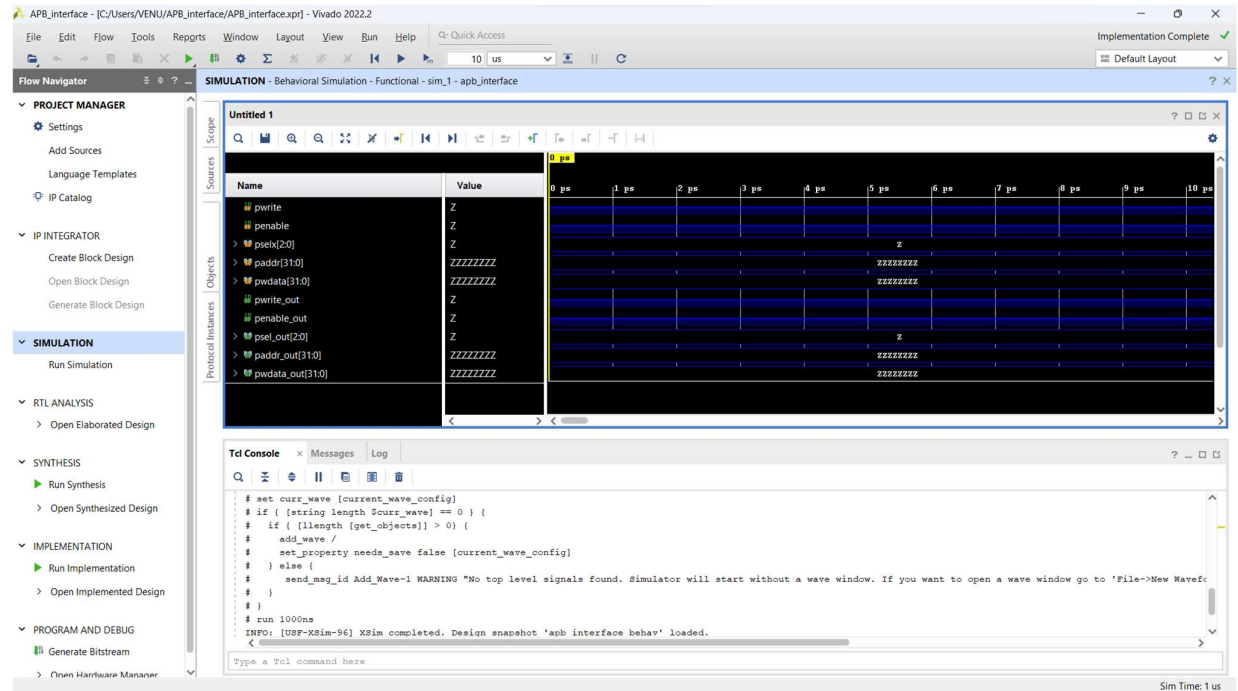 APB_interface - [C:/Users/VENU/APB_interface/APB_interface.xpr] - Vivado 2022.2
File Edit Flow Tools Reports Window Layout View Run Help Quick Access Implementation Complete
10 us Default Layout
Flow Navigator
SIMULATION - Behavioral Simulation - Functional - sim_1 - apb_interface
PROJECT MANAGER
Settings
Add Sources
Language Templates
IP Catalog
IP INTEGRATOR
Create Block Design
Open Block Design
Generate Block Design
SIMULATION
Run Simulation
RTL ANALYSIS
Open Elaborated Design
SYNTHESIS
Run Synthesis
Open Synthesized Design
IMPLEMENTATION
Run Implementation
Open Implemented Design
PROGRAM AND DEBUG
Generate Bitstream
Open Hardware Manager
Scope
Sources
Objects
Protocol Instances
Untitled 1
0 ps
Name Value 0 ps 1 ps 2 ps 3 ps 4 ps 5 ps 6 ps 7 ps 8 ps 9 ps 10 ps
pwrite Z
penable Z
pselx[2:0] Z Z
paddr[31:0] ZZZZZZZZ ZZZZZZZZ
pwdata[31:0] ZZZZZZZZ ZZZZZZZZ
pwrite_out Z
penable_out Z
psel_out[2:0] Z Z
paddr_out[31:0] ZZZZZZZZ ZZZZZZZZ
pwdata_out[31:0] ZZZZZZZZ ZZZZZZZZ
Tcl Console Messages Log
# set curr_wave [current_wave_config]
# if { [string length $curr_wave] == 0 } {
#   if { [llength [get_objects]] > 0} {
#     add_wave /
#     set_property needs_save false [current_wave_config]
#   } else {
#      send_msg_id Add_Wave-1 WARNING "No top level signals found. Simulator will start without a wave window. If you want to open a wave window go to 'File->New Wavefo
#   }
# }
# run 1000ns
INFO: [USF-XSim-96] XSim completed. Design snapshot 'apb_interface_behav' loaded.
Type a Tcl command here
Sim Time: 1 us